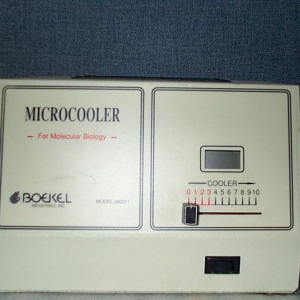 MICROCOOLER
For Molecular Biology
BOEKEL
INDUSTRIES, INC.
MODEL
COOLER
0 1 2 3 4 5 6 7 8 9 10